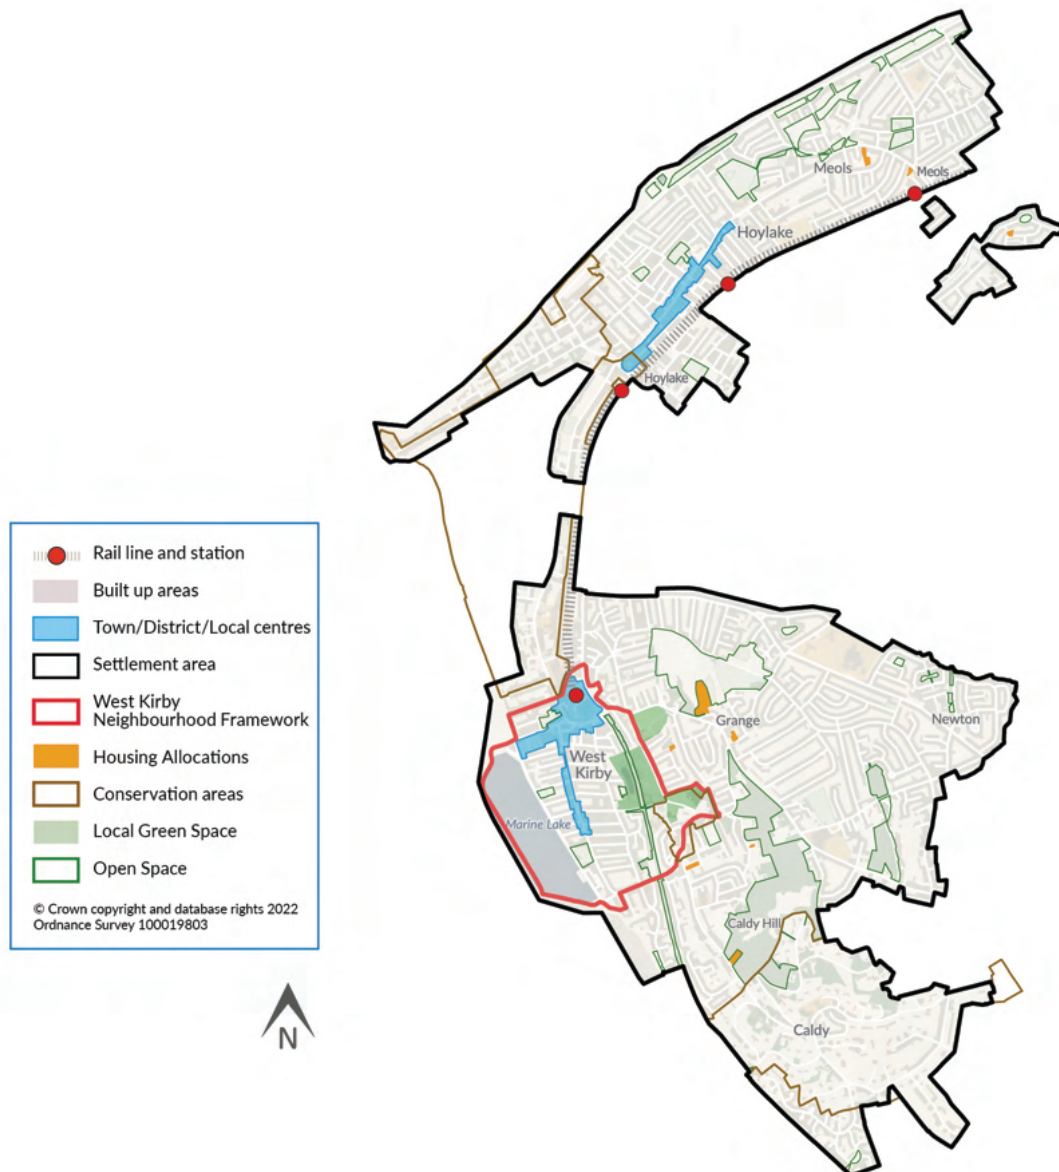 Meols
Meols
Hoylake
Hoylake
Rail line and station
Built up areas
Town/District/Local centres
Settlement area
West Kirby
Neighbourhood Framework
Housing Allocations
Conservation areas
Local Green Space
Open Space
© Crown copyright and database rights 2022
Ordnance Survey 100019803
N
Grange
Newton
West
Kirby
Marine Lake
Caldy Hill
Caldy